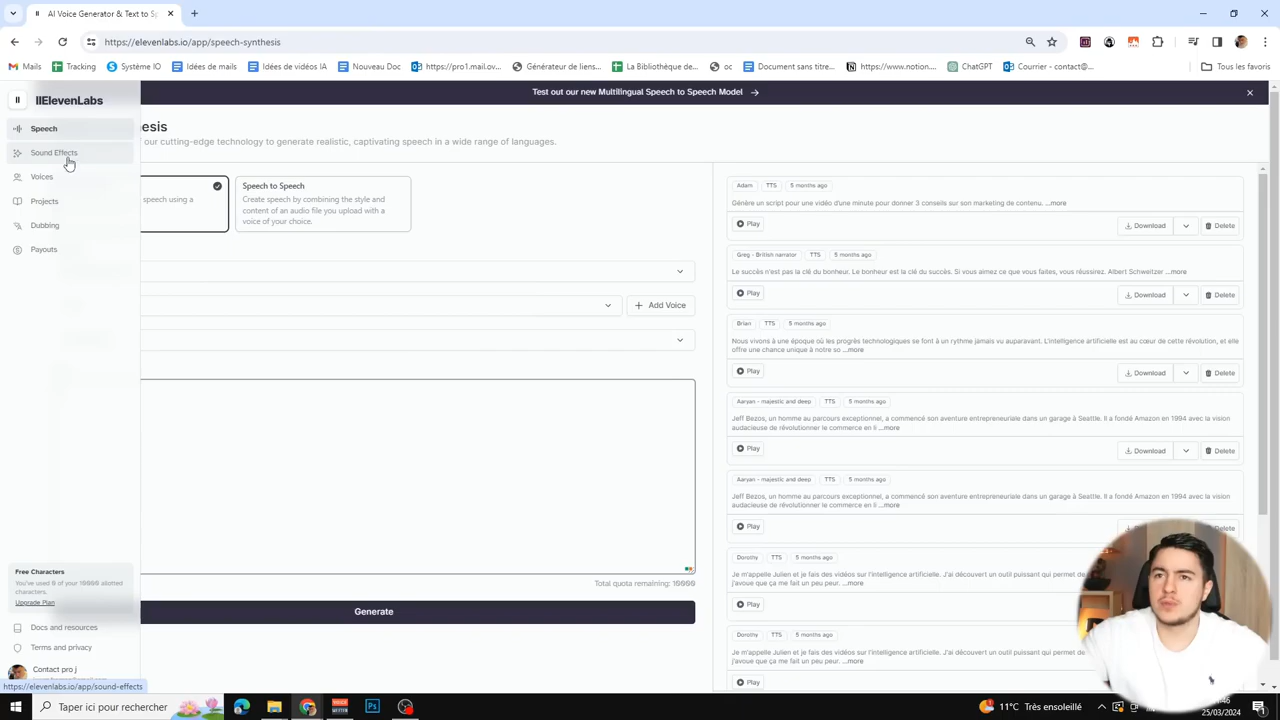 AI Voice Generator & Text to Sp
https://elevenlabs.io/app/speech-synthesis
Mails
Tracking
Système IO
Idées de mails
Idées de vidéos IA
Nouveau Doc
https://pro1.mail.ov...
Générateur de liens...
La Bibliothèque de...
oc
Document sans titre...
https://www.notion....
ChatGPT
Courrier - contact@...
Tous les favoris
IIElevenLabs
Test out our new Multilingual Speech to Speech Model
Speech
Sound Effects
Voices
Projects
Dubbing
Payouts
esis
our cutting-edge technology to generate realistic, captivating speech in a wide range of languages.
speech using a
Speech to Speech
Create speech by combining the style and
content of an audio file you upload with a
voice of your choice.
Add Voice
Total quota remaining: 10000
Generate
Adam TTS 5 months ago
Génère un script pour une vidéo d'une minute pour donner 3 conseils sur son marketing de contenu. ...more
Play Download Delete
Greg - British narrator TTS 5 months ago
Le succès n'est pas la clé du bonheur. Le bonheur est la clé du succès. Si vous aimez ce que vous faites, vous réussirez. Albert Schweitzer ...more
Play Download Delete
Brian TTS 5 months ago
Nous vivons à une époque où les progrès technologiques se font à un rythme jamais vu auparavant. L'intelligence artificielle est au cœur de cette révolution, et elle
offre une chance unique à notre so ...more
Play Download Delete
Aaryan - majestic and deep TTS 5 months ago
Jeff Bezos, un homme au parcours exceptionnel, a commencé son aventure entrepreneuriale dans un garage à Seattle. Il a fondé Amazon en 1994 avec la vision
audacieuse de révolutionner le commerce en li ...more
Play Download Delete
Aaryan - majestic and deep TTS 5 months ago
Jeff Bezos, un homme au parcours exceptionnel, a commencé son aventure entrepreneuriale dans un garage à Seattle. Il a fondé Amazon en 1994 avec la vision
audacieuse de révolutionner le commerce en li ...more
Play Delete
Dorothy TTS 5 months ago
Je m'appelle Julien et je fais des vidéos sur l'intelligence artificielle. J'ai découvert un outil puissant qui permet de
j'avoue que ça me fait un peu peur. ...more
Play
Dorothy TTS 5 months ago
Je m'appelle Julien et je fais des vidéos sur l'intelligence artificielle. J'ai découvert un outil puissant qui permet de
j'avoue que ça me fait un peu peur. ...more
Play
Free Characters
You've used 0 of your 10000 allotted
characters.
Upgrade Plan
Docs and resources
Terms and privacy
Contact pro j
https://elevenlabs.io/app/sound-effects
Taper ici pour rechercher
11°C Très ensoleillé
:46
25/03/2024